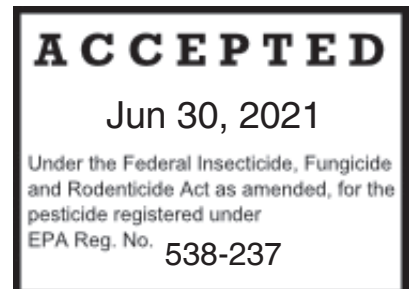 ACCEPTED
Jun 30, 2021
Under the Federal Insecticide, Fungicide
and Rodenticide Act as amended, for the
pesticide registered under
EPA Reg. No. 538-237